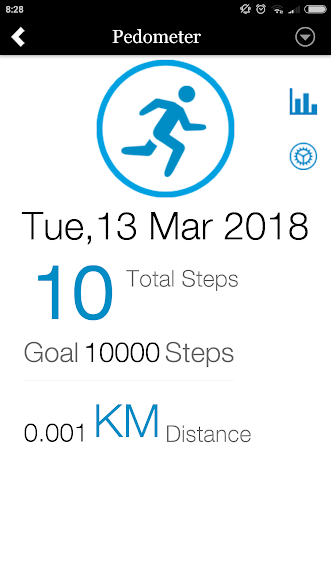 8:28
Pedometer
Tue,13 Mar 2018
10 Total Steps
Goal 10000 Steps
0.001 KM Distance